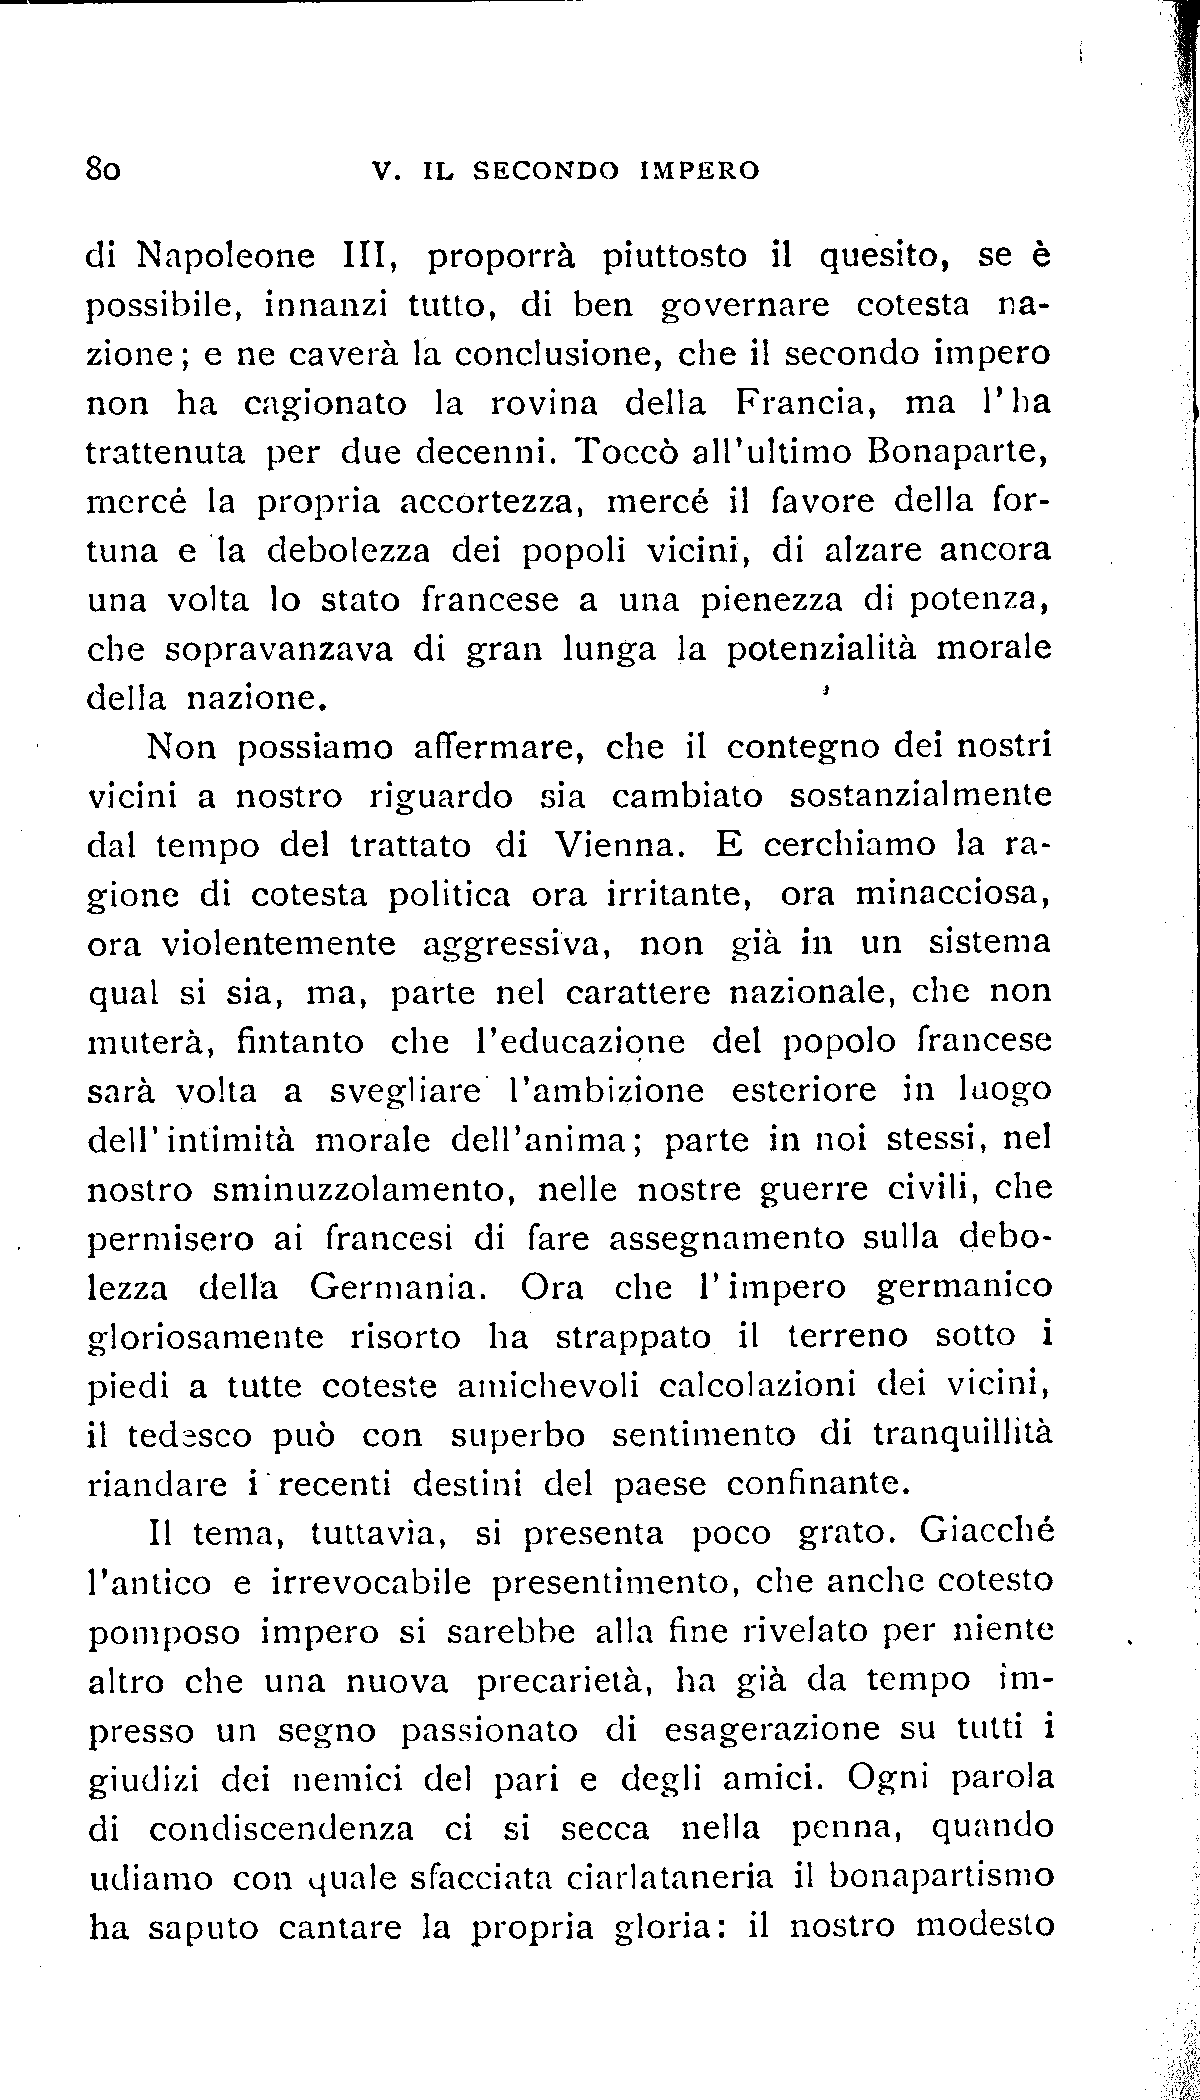 80 V. IL SECONDO IMPERO
di Napoleone III, proporrà piuttosto il quesito, se è
possibile, innanzi tutto, di ben governare cotesta na-
zione; e ne caverà la conclusione, che il secondo impero
non ha cagionato la rovina della Francia, ma l'ha
trattenuta per due decenni. Toccò all'ultimo Bonaparte,
mercé la propria accortezza, mercé il favore della for-
tuna e la debolezza dei popoli vicini, di alzare ancora
una volta lo stato francese a una pienezza di potenza,
che sopravanzava di gran lunga la potenzialità morale
della nazione.
Non possiamo affermare, che il contegno dei nostri
vicini a nostro riguardo sia cambiato sostanzialmente
dal tempo del trattato di Vienna. E cerchiamo la ra-
gione di cotesta politica ora irritante, ora minacciosa,
ora violentemente aggressiva, non già in un sistema
qual si sia, ma, parte nel carattere nazionale, che non
muterà, fintanto che l'educazione del popolo francese
sarà volta a svegliare l'ambizione esteriore in luogo
dell'intimità morale dell'anima; parte in noi stessi, nel
nostro sminuzzolamento, nelle nostre guerre civili, che
permisero ai francesi di fare assegnamento sulla debo-
lezza della Germania. Ora che l'impero germanico
gloriosamente risorto ha strappato il terreno sotto i
piedi a tutte coteste amichevoli calcolazioni dei vicini,
il tedesco può con superbo sentimento di tranquillità
riandare i recenti destini del paese confinante.
Il tema, tuttavia, si presenta poco grato. Giacché
l'antico e irrevocabile presentimento, che anche cotesto
pomposo impero si sarebbe alla fine rivelato per niente
altro che una nuova precarietà, ha già da tempo im-
presso un segno passionato di esagerazione su tutti i
giudizi dei nemici del pari e degli amici. Ogni parola
di condiscendenza ci si secca nella penna, quando
udiamo con quale sfacciata ciarlataneria il bonapartismo
ha saputo cantare la propria gloria: il nostro modesto